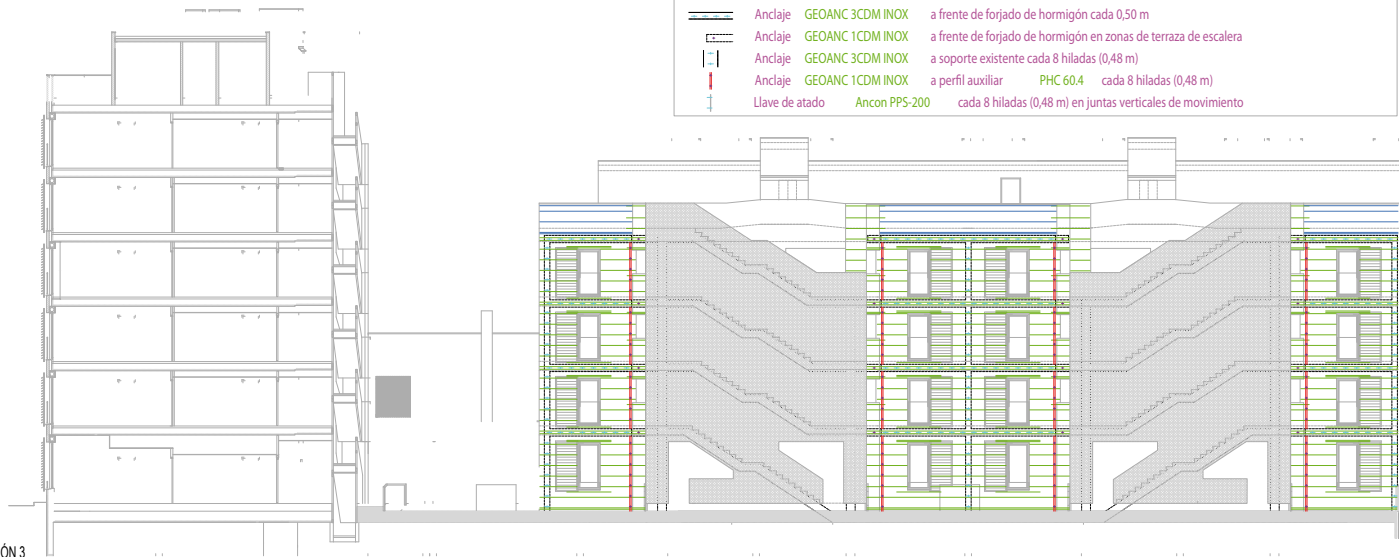 Anclaje GEOANC 3CDM INOX a frente de forjado de hormigón cada 0,50 m
Anclaje GEOANC 1CDM INOX a frente de forjado de hormigón en zonas de terraza de escalera
Anclaje GEOANC 3CDM INOX a soporte existente cada 8 hiladas (0,48 m)
Anclaje GEOANC 1CDM INOX a perfil auxiliar PHC 60.4 cada 8 hiladas (0,48 m)
Llave de atado Ancon PPS-200 cada 8 hiladas (0,48 m) en juntas verticales de movimiento
ÓN 3